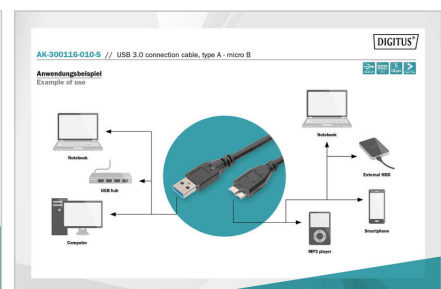 DIGITUS®
AK-300116-010-S // USB 3.0 connection cable, type A - micro B
Anwendungsbeispiel
Example of use
Notebook
USB hub
Computer
Notebook
External HDD
Smartphone
MP3 player